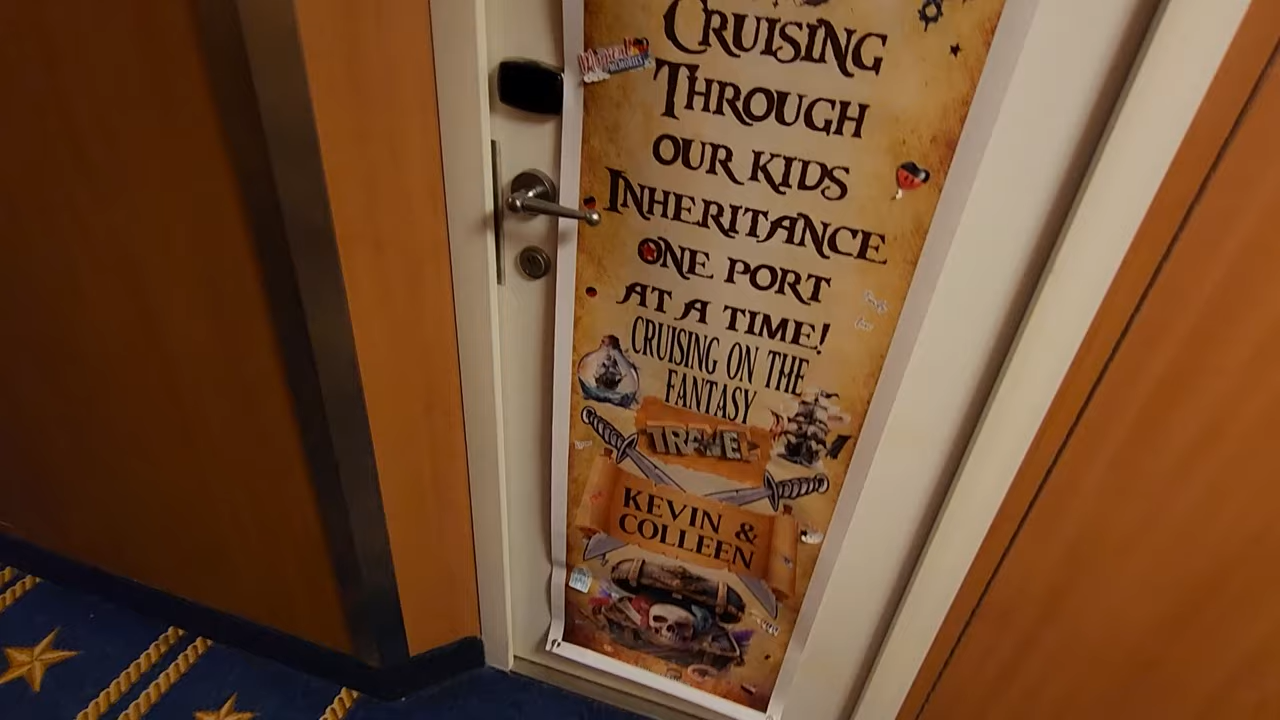 CRUISING
THROUGH
OUR KIDS
INHERITANCE
ONE PORT
AT A TIME!
CRUISING ON THE
FANTASY
TRAVEL
KEVIN &
COLLEEN